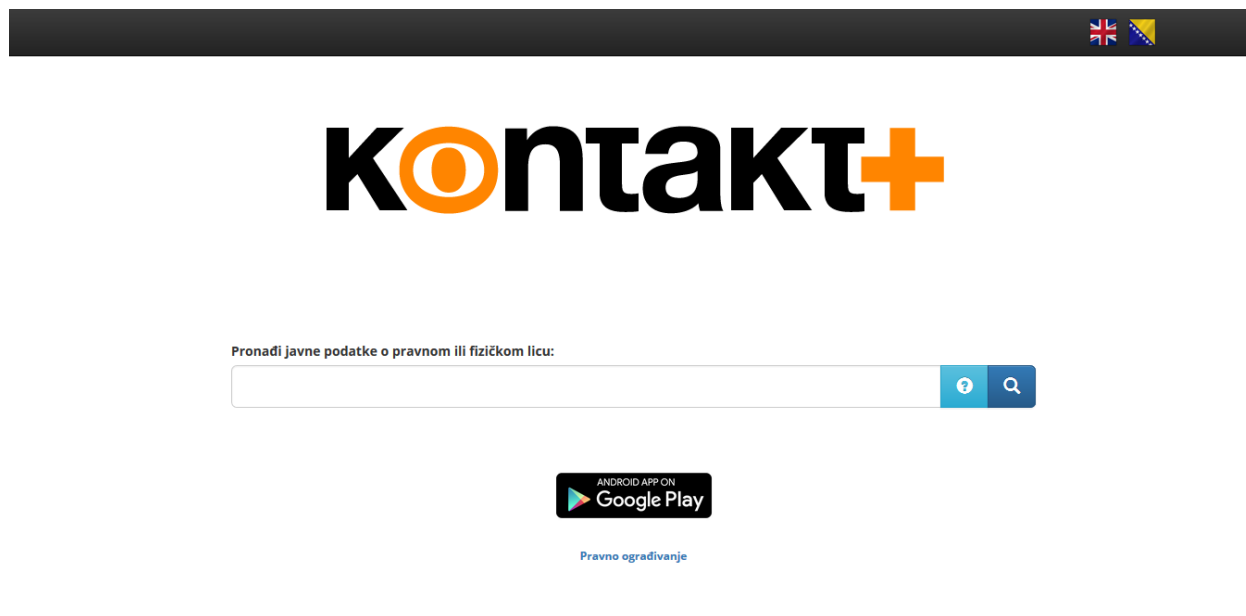 kontakt+
Pronađi javne podatke o pravnom ili fizičkom licu:
ANDROID APP ON
Google Play
Pravno ograđivanje